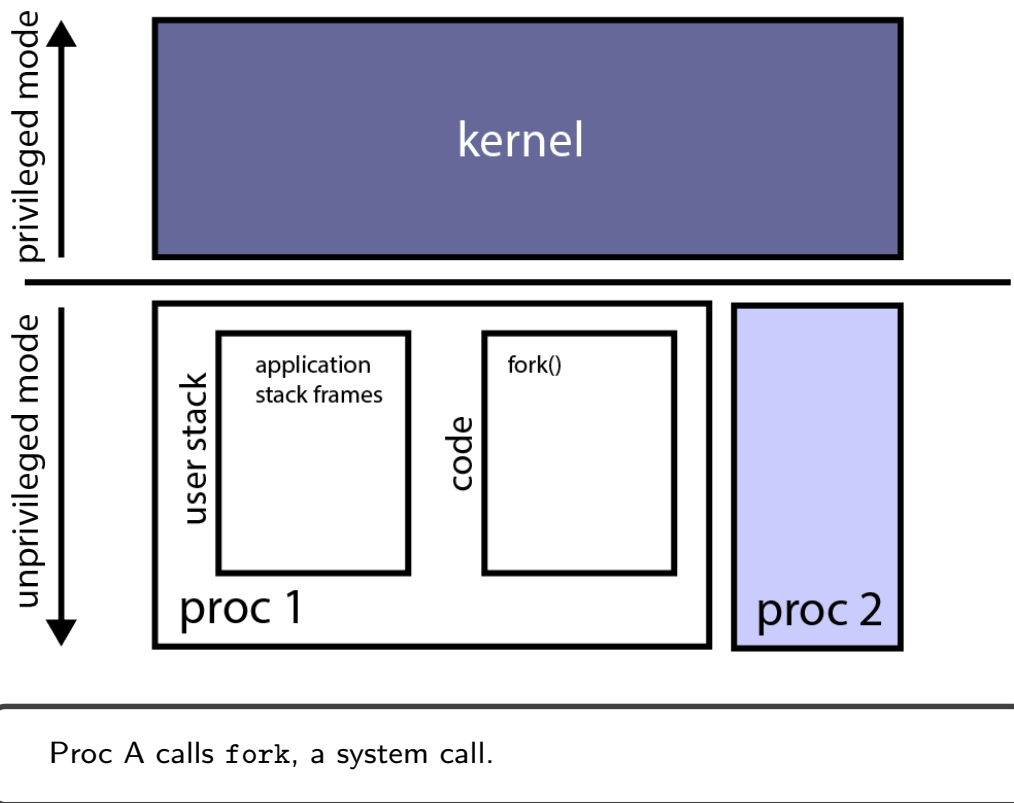 privileged mode
kernel
unprivileged mode
user stack
application
stack frames
code
fork()
proc 1
proc 2
Proc A calls fork, a system call.